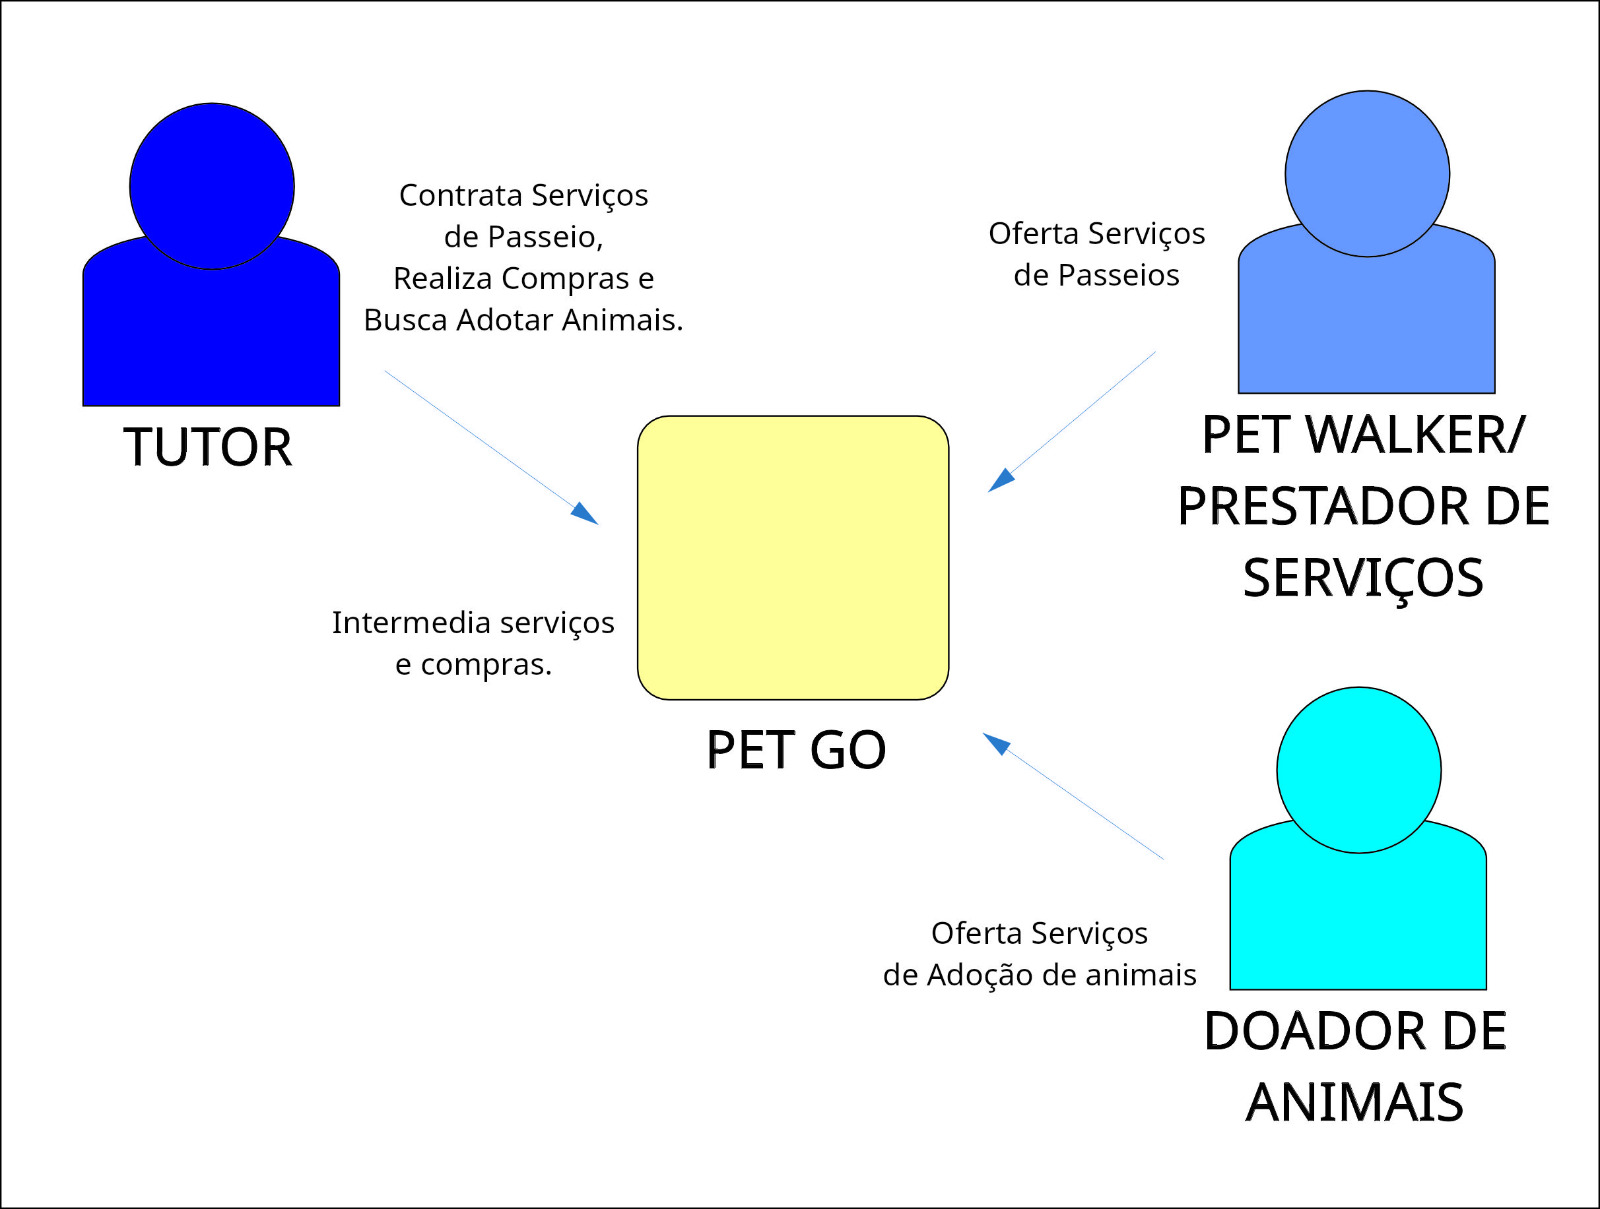 Contrata Serviços
de Passeio,
Realiza Compras e
Busca Adotar Animais.
TUTOR
Oferta Serviços
de Passeios
PET WALKER/
PRESTADOR DE
SERVIÇOS
Intermedia serviços
e compras.
PET GO
Oferta Serviços
de Adoção de animais
DOADOR DE
ANIMAIS